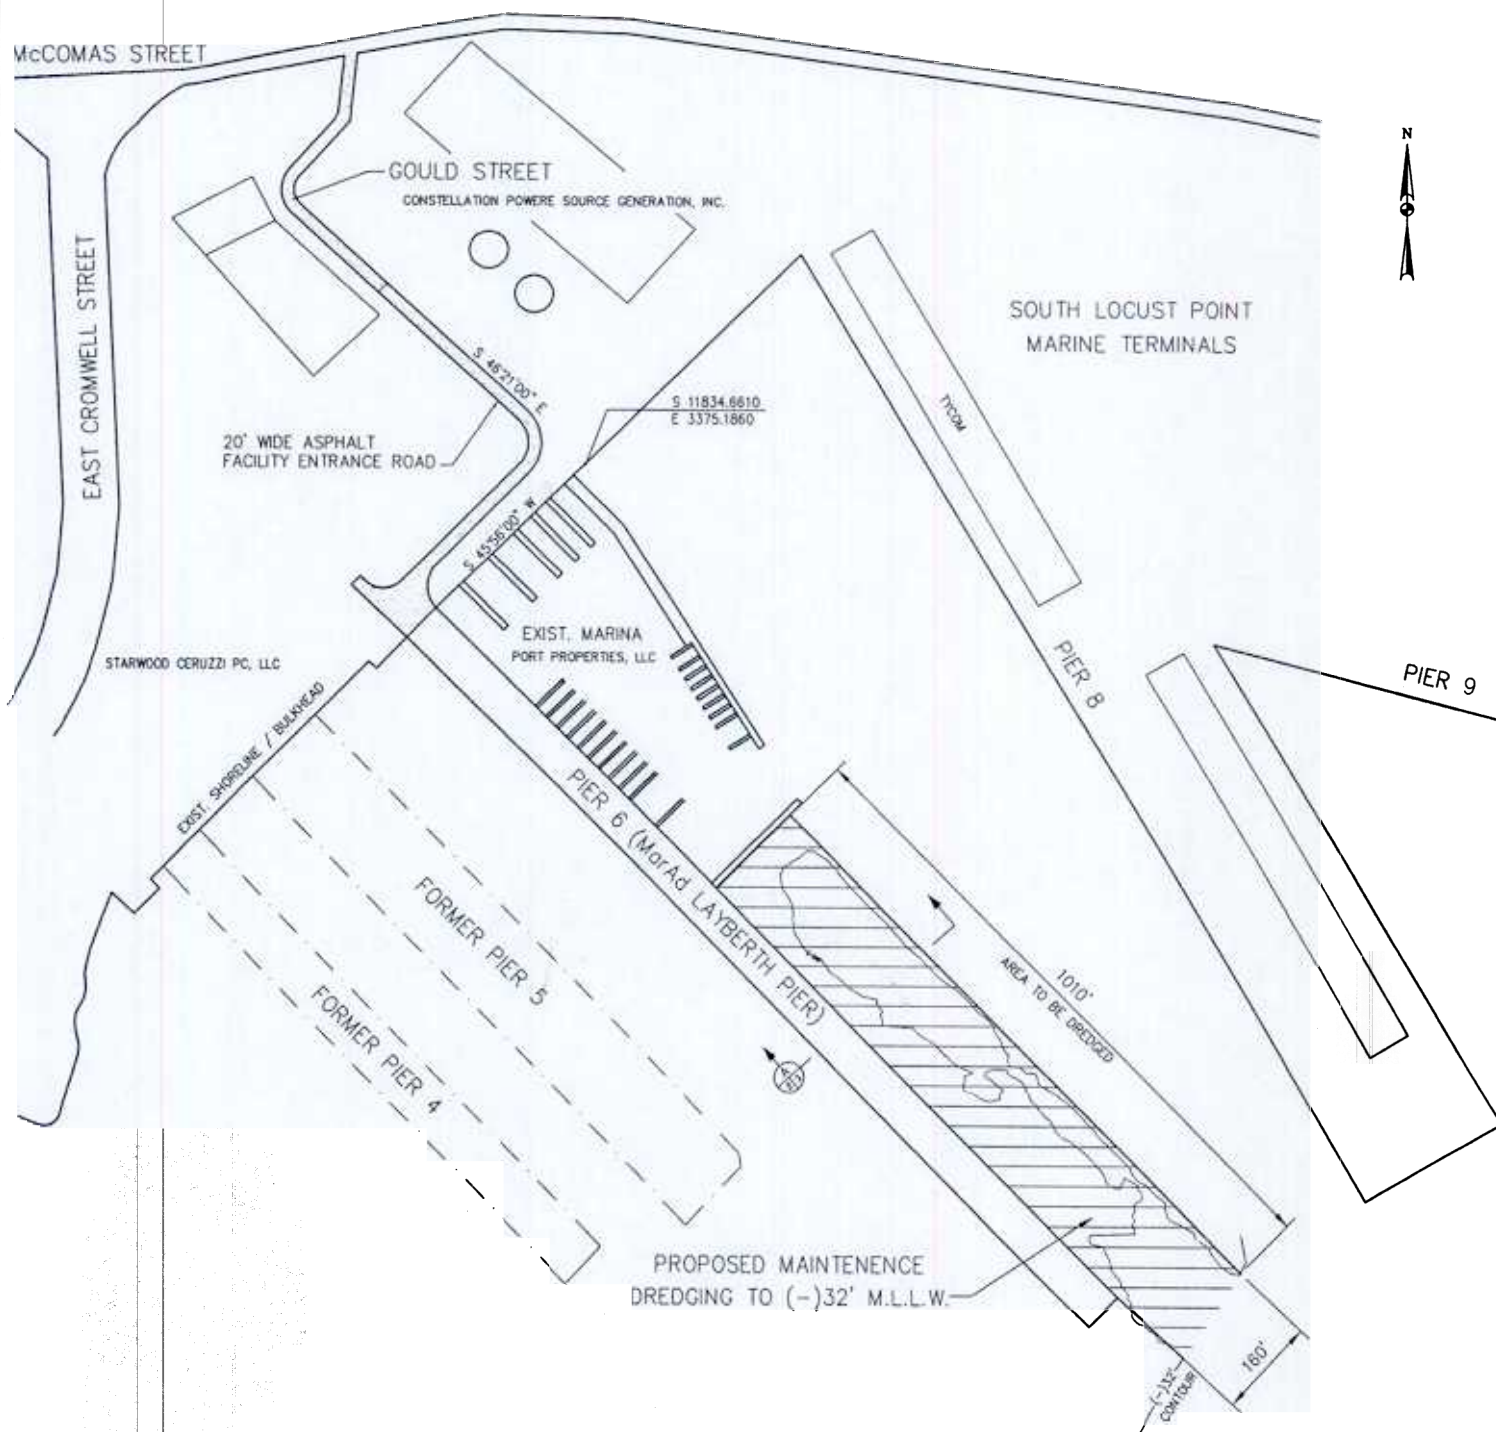 McCOMAS STREET
N
GOULD STREET
CONSTELLATION POWERE SOURCE GENERATION, INC.
EAST CROMWELL STREET
SOUTH LOCUST POINT
MARINE TERMINALS
S 46°21'00" E
S 11834.6610
E 3375.1860
TYCOM
20' WIDE ASPHALT
FACILITY ENTRANCE ROAD
S 45°56'00" W
EXIST. MARINA
PORT PROPERTIES, LLC
STARWOOD CERUZZI PC, LLC
PIER 8
PIER 9
EXIST. SHORELINE / BULKHEAD
PIER 6 (MorAd LAYBERTH PIER)
FORMER PIER 5
FORMER PIER 4
1010'
AREA TO BE DREDGED
PROPOSED MAINTENENCE
DREDGING TO (-)32' M.L.L.W.
160'
(-)32'
CONTOUR